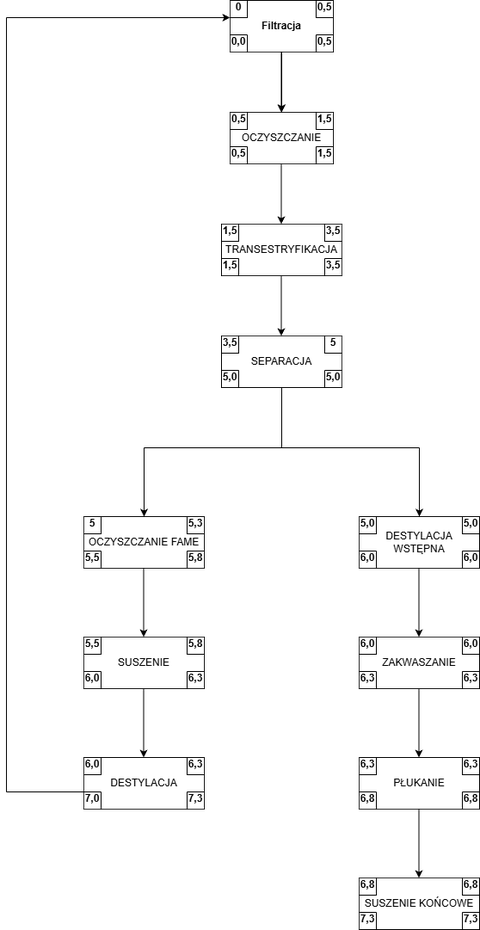 0 0,5
Filtracja
0,0 0,5
0,5 1,5
OCZYSZCZANIE
0,5 1,5
1,5 3,5
TRANSESTRYFIKACJA
1,5 3,5
3,5 5
SEPARACJA
5,0 5,0
5 5,3
OCZYSZCZANIE FAME
5,5 5,8
5,0 5,0
DESTYLACJA
WSTĘPNA
6,0 6,0
5,5 5,8
SUSZENIE
6,0 6,3
6,0 6,0
ZAKWASZANIE
6,3 6,3
6,0 6,3
DESTYLACJA
7,0 7,3
6,3 6,3
PŁUKANIE
6,8 6,8
6,8 6,8
SUSZENIE KOŃCOWE
7,3 7,3